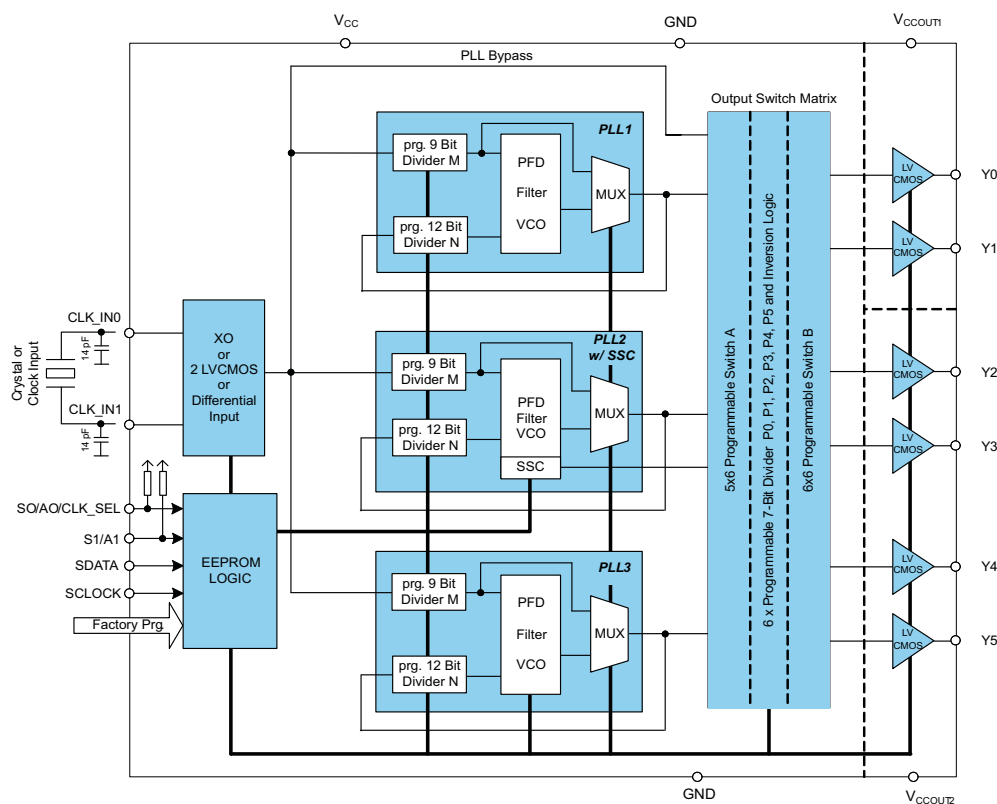 VCC
GND
VCCOUT1
PLL Bypass
Output Switch Matrix
PLL1
prg. 9 Bit
Divider M
PFD
Filter
VCO
MUX
prg. 12 Bit
Divider N
LV
CMOS
Y0
LV
CMOS
Y1
Crystal or
Clock Input
14 pF
CLK_IN0
CLK_IN1
14 pF
XO
or
2 LVCMOS
or
Differential
Input
PLL2
w/ SSC
prg. 9 Bit
Divider M
PFD
Filter
VCO
SSC
MUX
prg. 12 Bit
Divider N
5x6 Programmable Switch A
6 x Programmable 7-Bit Divider P0, P1, P2, P3, P4, P5 and Inversion Logic
6x6 Programmable Switch B
LV
CMOS
Y2
LV
CMOS
Y3
SO/AO/CLK_SEL
S1/A1
SDATA
SCLOCK
Factory Prg.
EEPROM
LOGIC
PLL3
prg. 9 Bit
Divider M
PFD
Filter
VCO
MUX
prg. 12 Bit
Divider N
LV
CMOS
Y4
LV
CMOS
Y5
GND
VCCOUT2